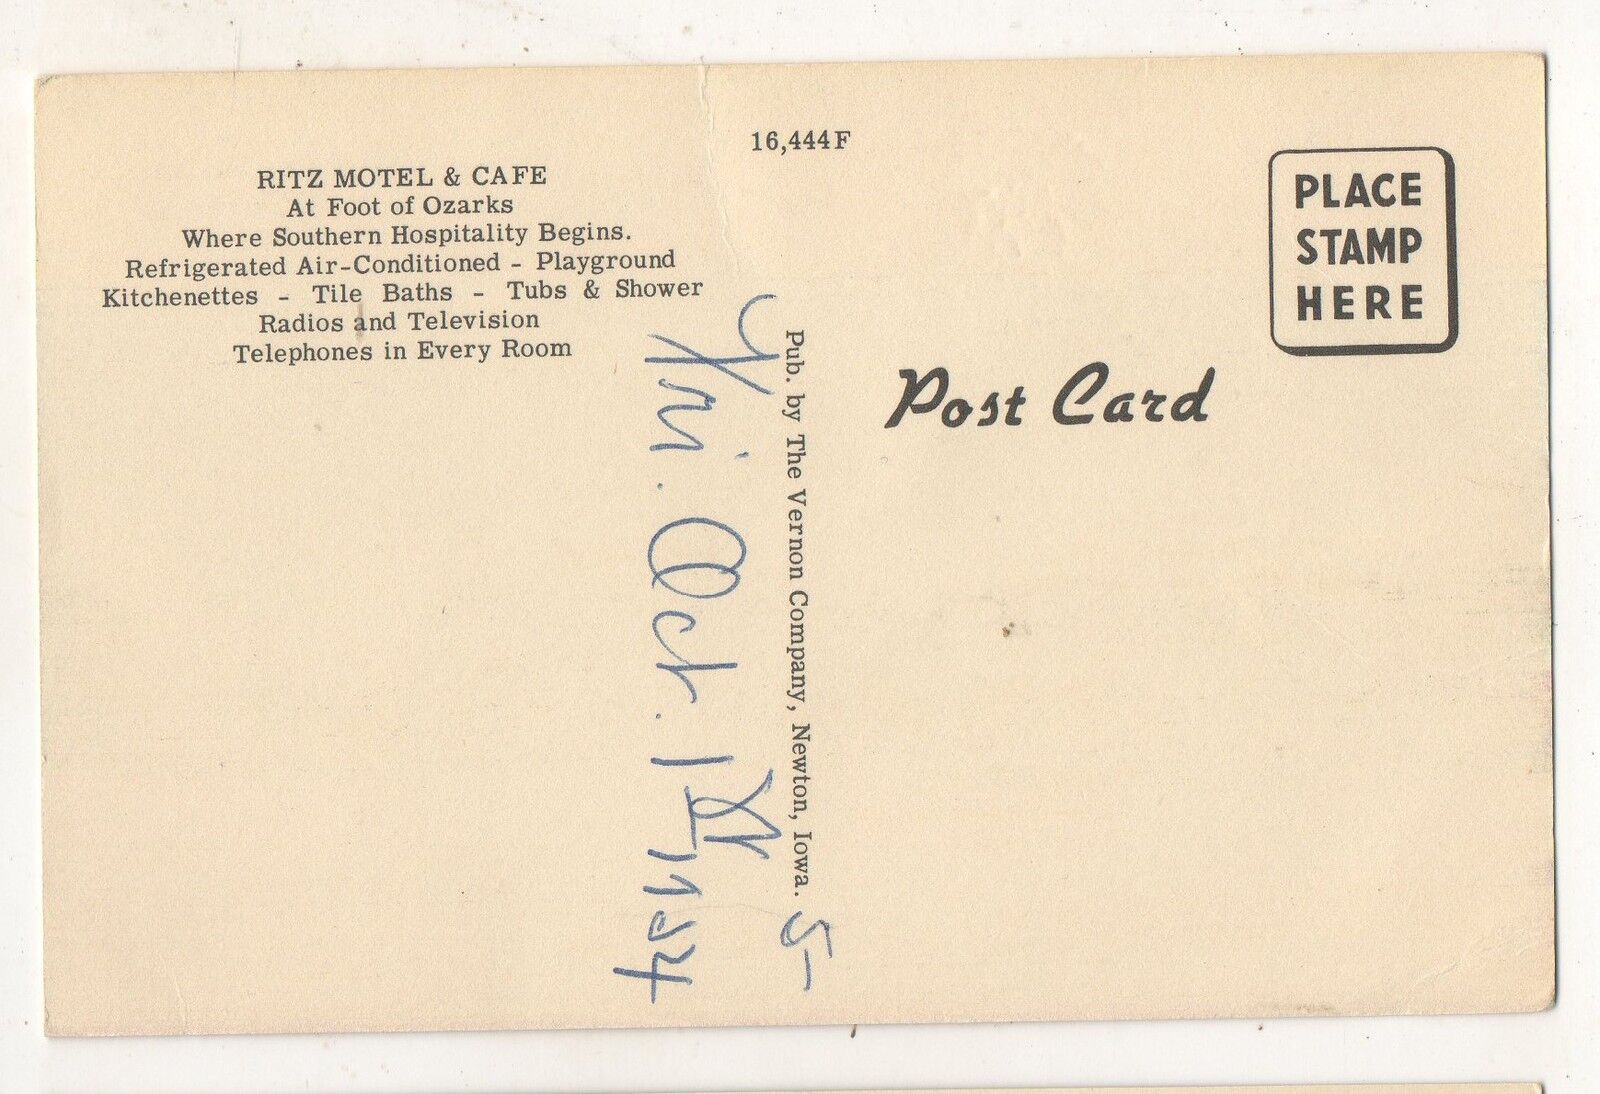 16,444F
RITZ MOTEL & CAFE
At Foot of Ozarks
Where Southern Hospitality Begins.
Refrigerated Air-Conditioned - Playground
Kitchenettes - Tile Baths - Tubs & Shower
Radios and Television
Telephones in Every Room
PLACE
STAMP
HERE
Post Card
Pub. by The Vernon Company, Newton, Iowa.
Fri. Oct. 1
5